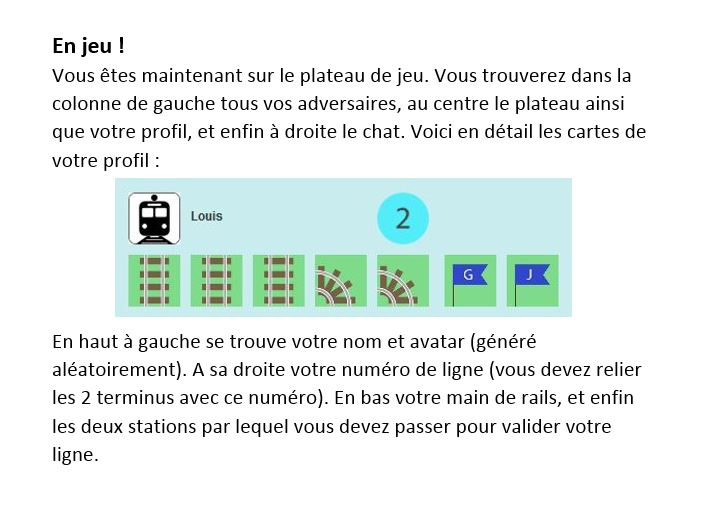 En jeu !
Vous êtes maintenant sur le plateau de jeu. Vous trouverez dans la
colonne de gauche tous vos adversaires, au centre le plateau ainsi
que votre profil, et enfin à droite le chat. Voici en détail les cartes de
votre profil :
Louis 2
G J
En haut à gauche se trouve votre nom et avatar (généré
aléatoirement). A sa droite votre numéro de ligne (vous devez relier
les 2 terminus avec ce numéro). En bas votre main de rails, et enfin
les deux stations par lequel vous devez passer pour valider votre
ligne.